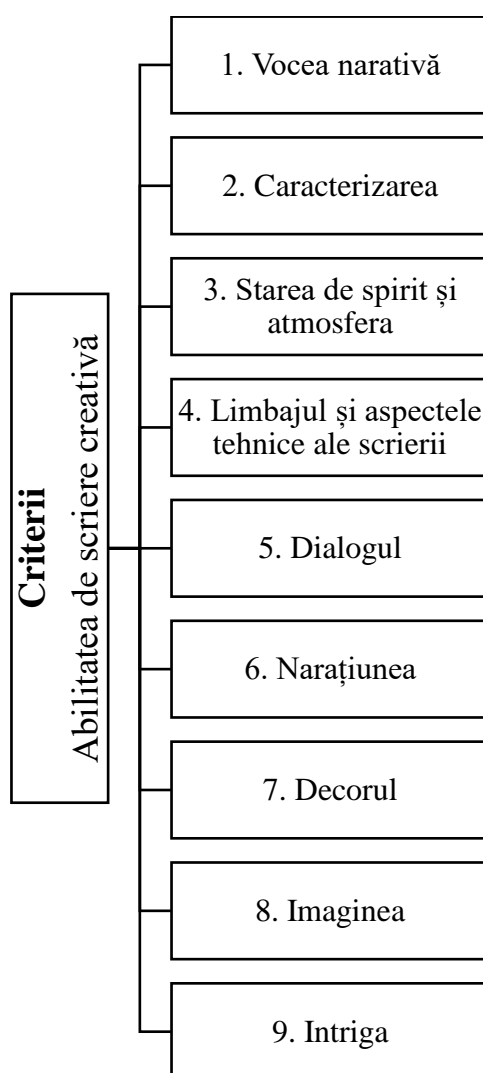 Criterii
Abilitatea de scriere creativă
1. Vocea narativă
2. Caracterizarea
3. Starea de spirit și
atmosfera
4. Limbajul și aspectele
tehnice ale scrierii
5. Dialogul
6. Narațiunea
7. Decorul
8. Imaginea
9. Intriga